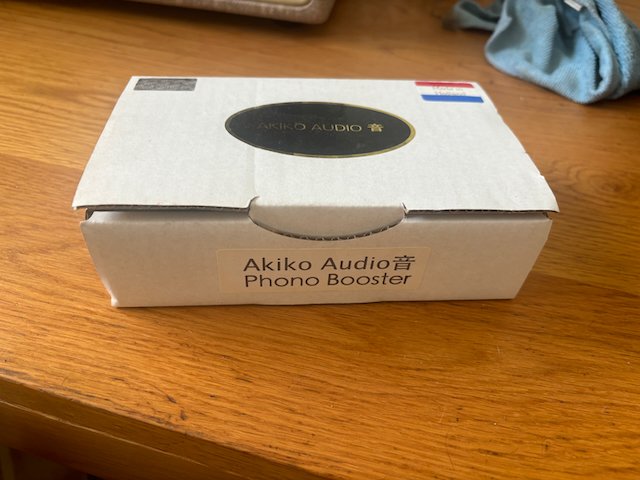 AKIKO AUDIO 音
Akiko Audio音
Phono Booster